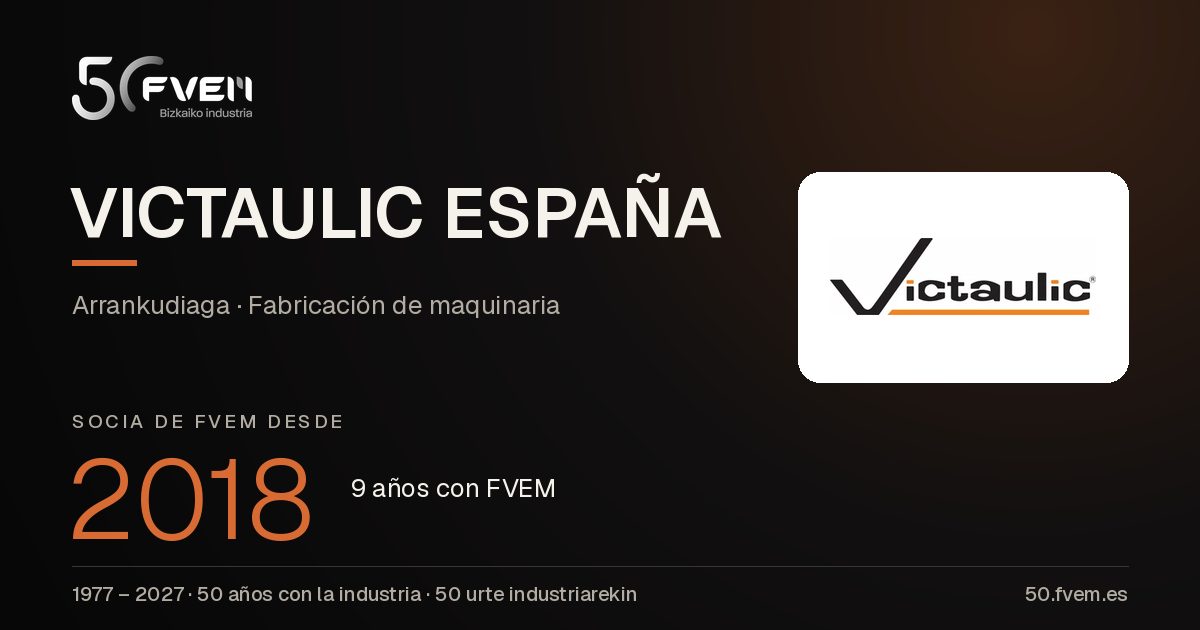 50 FVEM
Bizkaiko industria
VICTAULIC ESPAÑA
Arrankudiaga · Fabricación de maquinaria
Victaulic®
SOCIA DE FVEM DESDE
2018
9 años con FVEM
1977 – 2027 · 50 años con la industria · 50 urte industriarekin
50.fvem.es